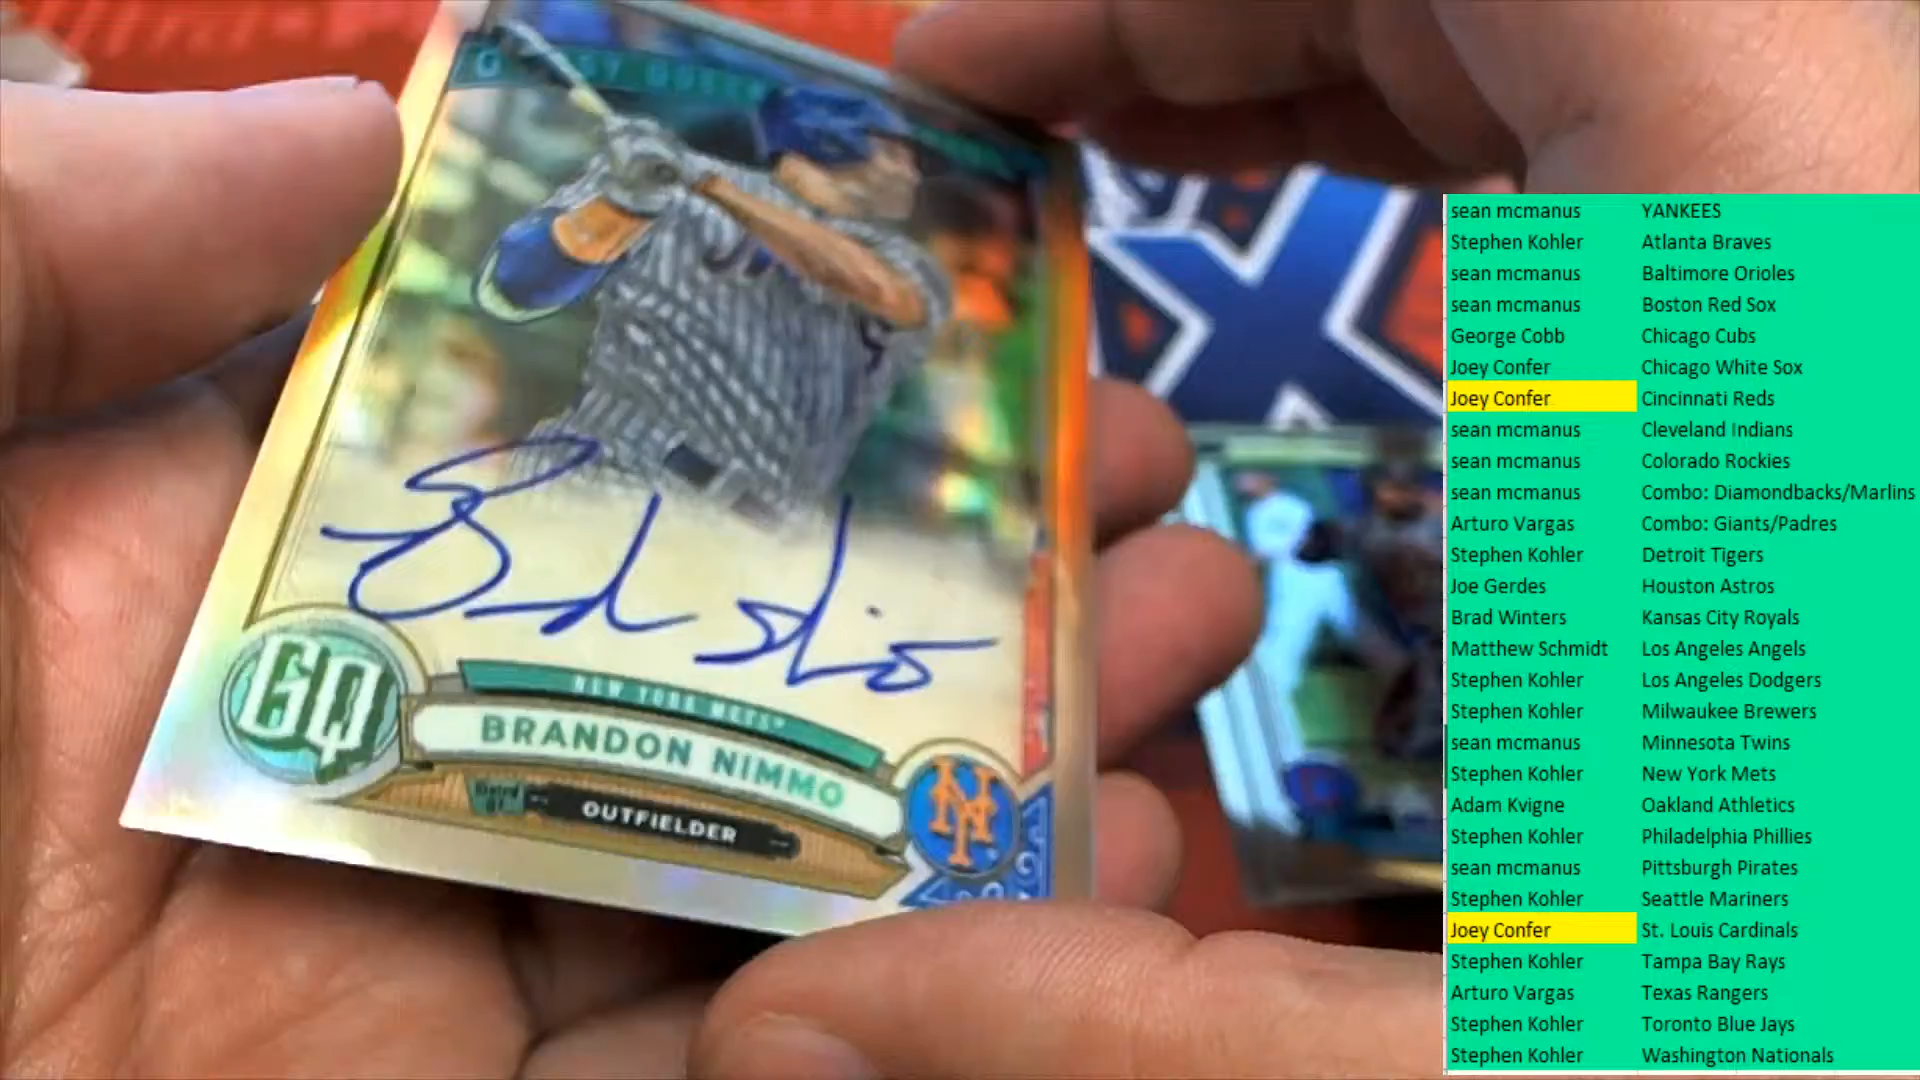 GQ
NEW YORK METS
BRANDON NIMMO
OUTFIELDER
NY
X
sean mcmanus YANKEES
Stephen Kohler Atlanta Braves
sean mcmanus Baltimore Orioles
sean mcmanus Boston Red Sox
George Cobb Chicago Cubs
Joey Confer Chicago White Sox
Joey Confer Cincinnati Reds
sean mcmanus Cleveland Indians
sean mcmanus Colorado Rockies
sean mcmanus Combo: Diamondbacks/Marlins
Arturo Vargas Combo: Giants/Padres
Stephen Kohler Detroit Tigers
Joe Gerdes Houston Astros
Brad Winters Kansas City Royals
Matthew Schmidt Los Angeles Angels
Stephen Kohler Los Angeles Dodgers
Stephen Kohler Milwaukee Brewers
sean mcmanus Minnesota Twins
Stephen Kohler New York Mets
Adam Kvigne Oakland Athletics
Stephen Kohler Philadelphia Phillies
sean mcmanus Pittsburgh Pirates
Stephen Kohler Seattle Mariners
Joey Confer St. Louis Cardinals
Stephen Kohler Tampa Bay Rays
Arturo Vargas Texas Rangers
Stephen Kohler Toronto Blue Jays
Stephen Kohler Washington Nationals